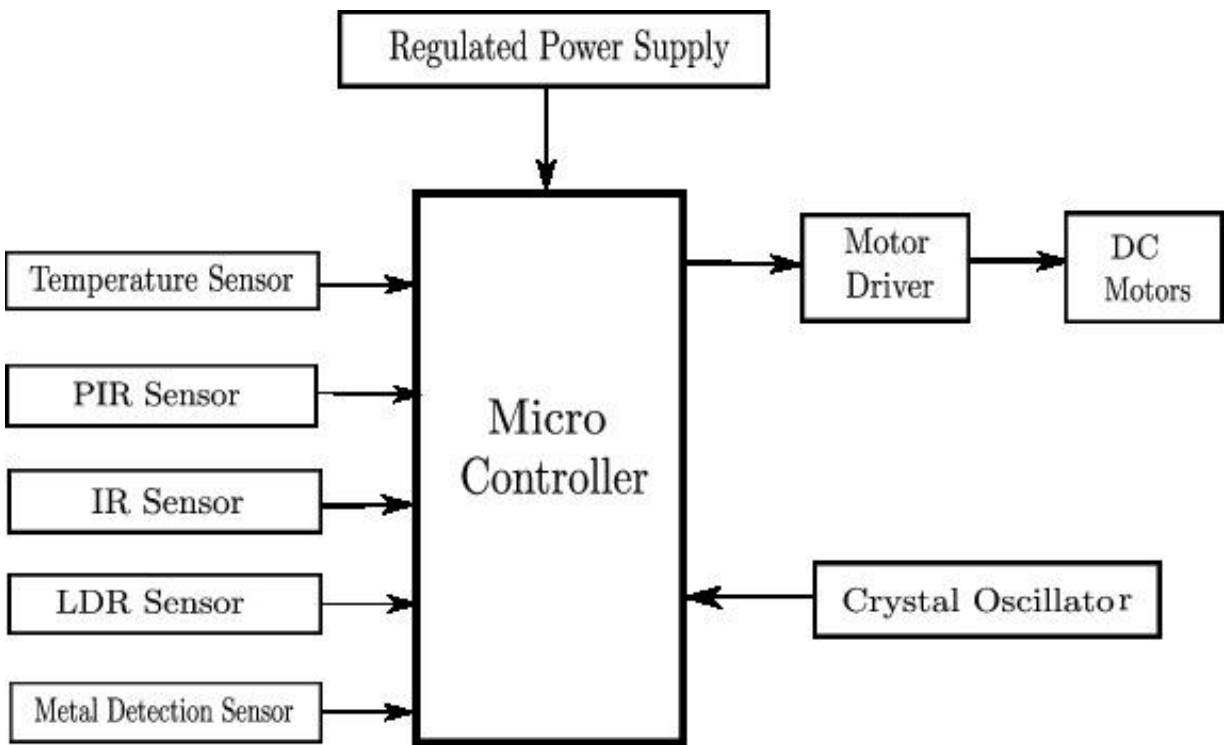 Regulated Power Supply
Temperature Sensor
PIR Sensor
IR Sensor
LDR Sensor
Metal Detection Sensor
Micro
Controller
Motor
Driver
DC
Motors
Crystal Oscillator